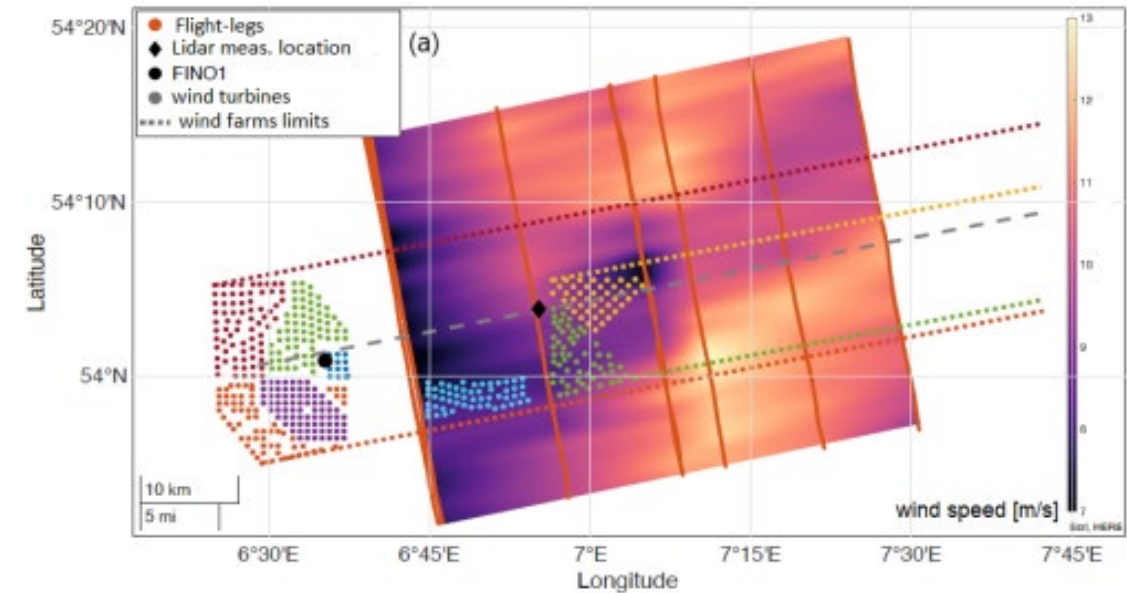 54°20'N
Flight-legs
Lidar meas. location
FINO1
wind turbines
wind farms limits
(a)
13
12
54°10'N
11
10
Latitude
9
54°N
8
10 km
5 mi
wind speed [m/s]
7
Esri, HERE
6°30'E
6°45'E
7°E
7°15'E
7°30'E
7°45'E
Longitude